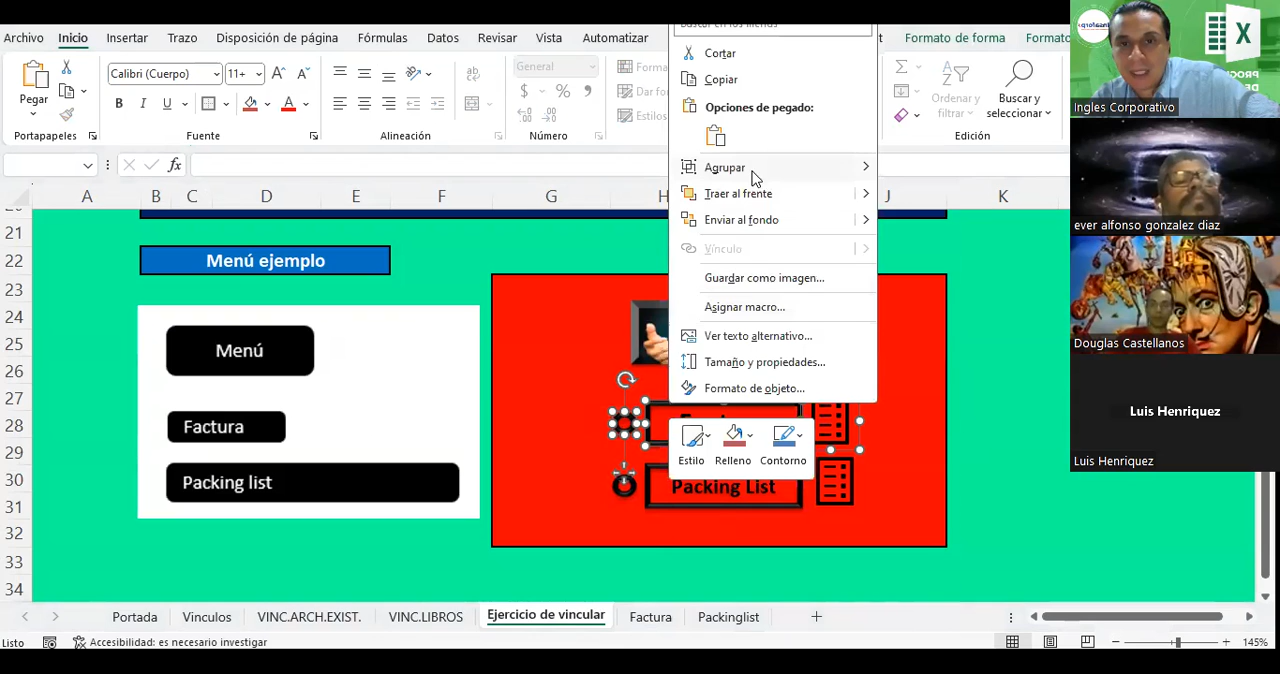 Archivo Inicio Insertar Trazo Disposición de página Fórmulas Datos Revisar Vista Automatizar Formato de forma
Buscar en los menús
Cortar
Copiar
Opciones de pegado:
Agrupar
Traer al frente
Enviar al fondo
Vínculo
Guardar como imagen...
Asignar macro...
Ver texto alternativo...
Tamaño y propiedades...
Formato de objeto...
Estilo Relleno Contorno
Pegar
Calibri (Cuerpo) 11+
N K S
General
$ % 
Ordenar y filtrar
Buscar y seleccionar
Portapapeles Fuente Alineación Número Edición
fx
A B C D E F G H J K
21
22 Menú ejemplo
23
24
25 Menú
26
27
28 Factura
29
30 Packing list Packing List
31
32
33
34
Portada Vinculos VINC.ARCH.EXIST. VINC.LIBROS Ejercicio de vincular Factura Packinglist
Listo Accesibilidad: es necesario investigar 145%
Ingles Corporativo
ever alfonso gonzalez diaz
Douglas Castellanos
Luis Henriquez
Luis Henriquez